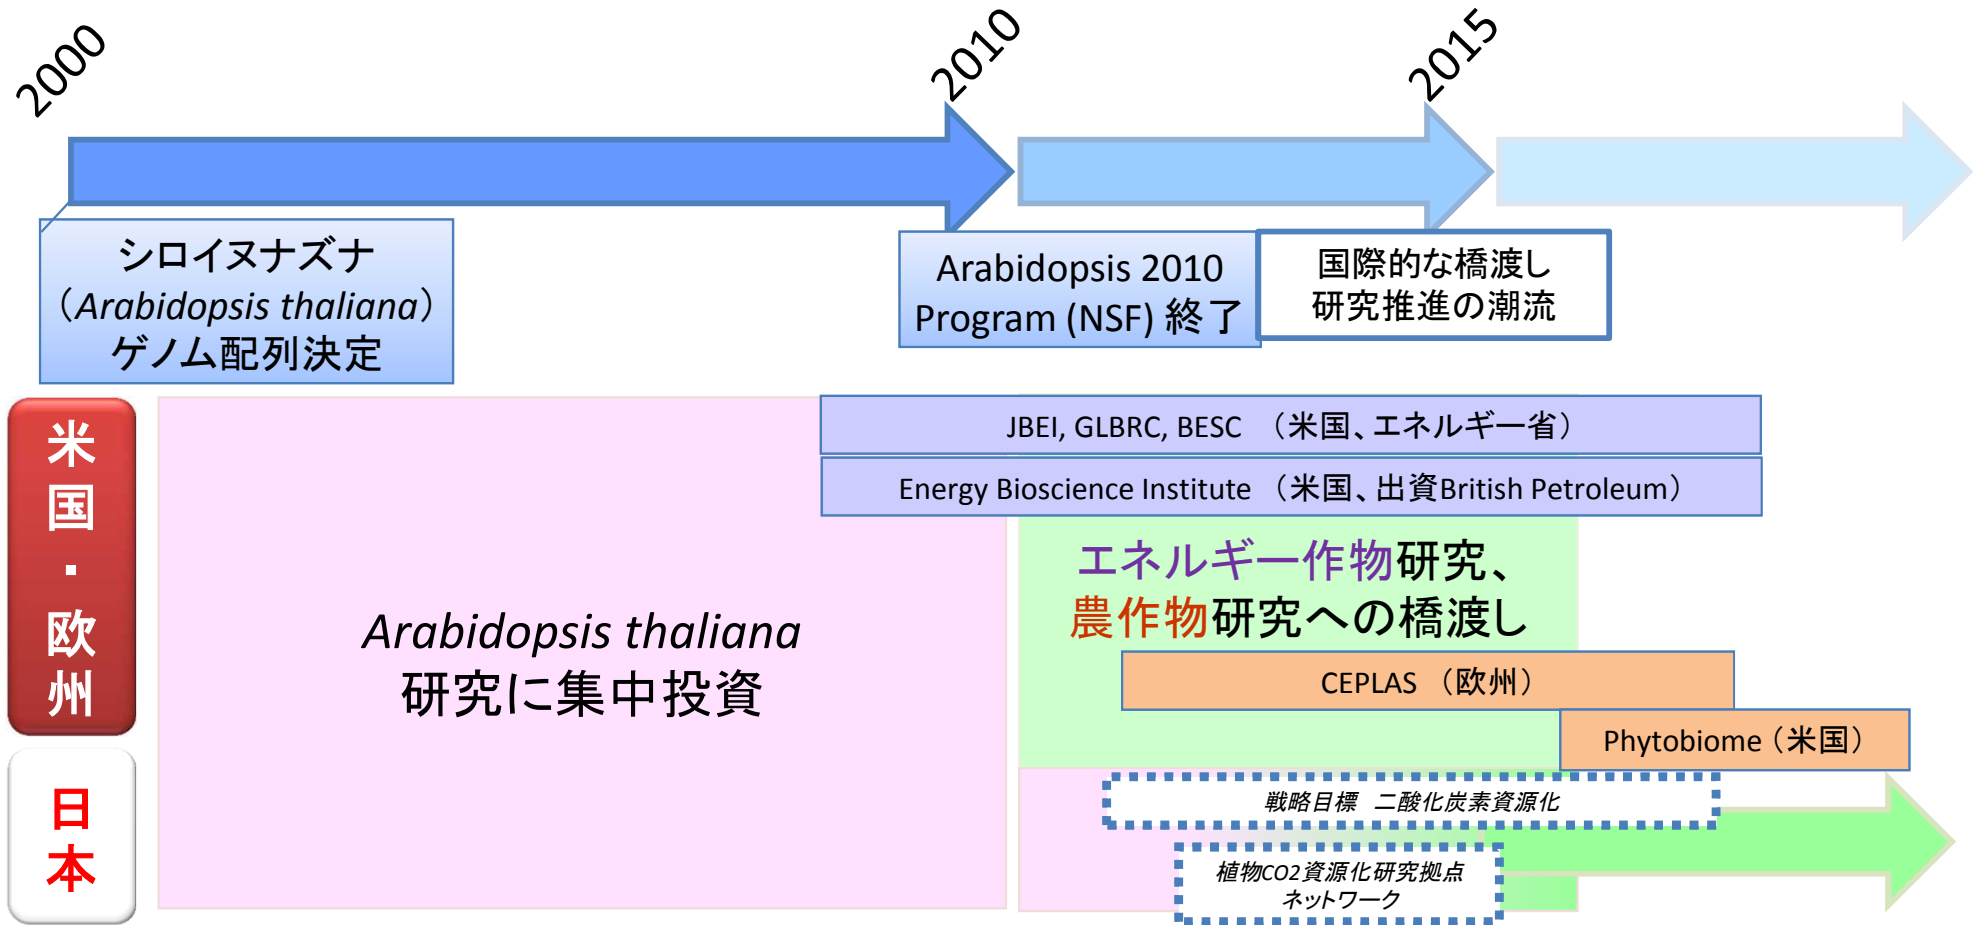 2000
2010
2015
シロイヌナズナ
（Arabidopsis thaliana）
ゲノム配列決定
Arabidopsis 2010
Program (NSF) 終了
国際的な橋渡し
研究推進の潮流
米国・欧州
JBEI, GLBRC, BESC （米国、エネルギー省）
Energy Bioscience Institute （米国、出資British Petroleum）
Arabidopsis thaliana
研究に集中投資
エネルギー作物研究、
農作物研究への橋渡し
CEPLAS （欧州）
Phytobiome（米国）
日本
戦略目標 二酸化炭素資源化
植物CO2資源化研究拠点
ネットワーク